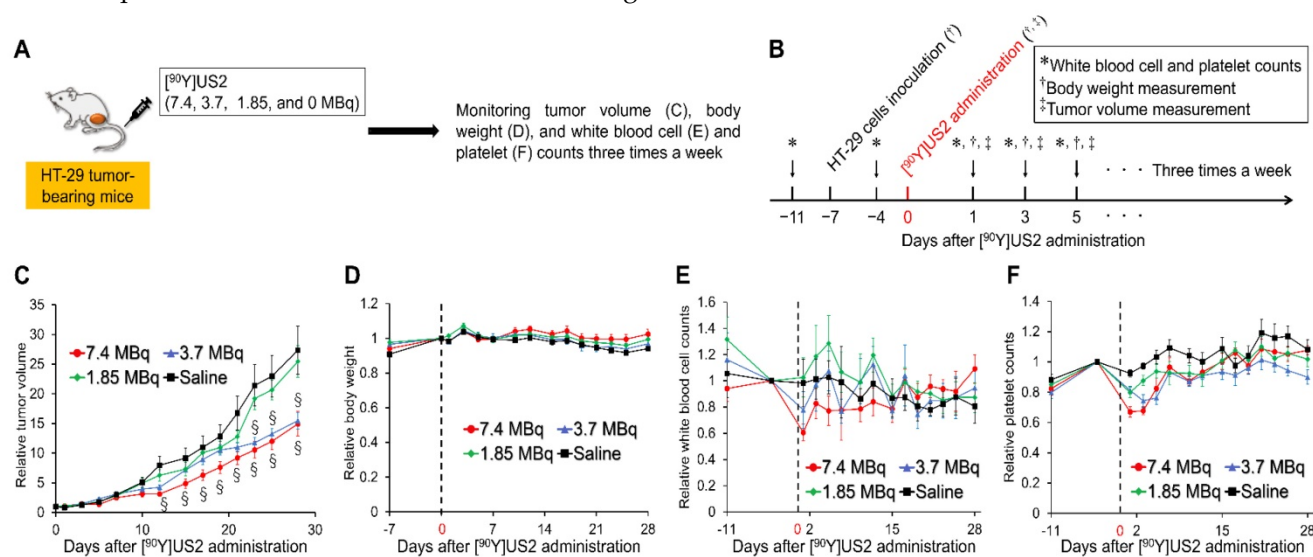 A
[⁹⁰Y]US2
(7.4, 3.7, 1.85, and 0 MBq)
HT-29 tumor-
bearing mice
Monitoring tumor volume (C), body
weight (D), and white blood cell (E) and
platelet (F) counts three times a week
B
HT-29 cells inoculation (†)
[⁹⁰Y]US2 administration (†,‡)
*White blood cell and platelet counts
†Body weight measurement
‡Tumor volume measurement
* * *, †, ‡ *, †, ‡ *, †, ‡
· · · Three times a week
−11 −7 −4 0 1 3 5 · · ·
Days after [⁹⁰Y]US2 administration
C
Relative tumor volume
35
30
25
20
15
10
5
0
7.4 MBq 3.7 MBq
1.85 MBq Saline
§ § § § § § § § §
0 10 20 30
Days after [⁹⁰Y]US2 administration
D
Relative body weight
1.2
1
0.8
0.6
0.4
0.2
0
7.4 MBq 3.7 MBq
1.85 MBq Saline
-7 0 7 14 21 28
Days after [⁹⁰Y]US2 administration
E
Relative white blood cell counts
1.6
1.4
1.2
1
0.8
0.6
0.4
0.2
0
7.4 MBq 3.7 MBq
1.85 MBq Saline
-11 0 2 15 28
Days after [⁹⁰Y]US2 administration
F
Relative platelet counts
1.4
1.2
1
0.8
0.6
0.4
0.2
0
7.4 MBq 3.7 MBq
1.85 MBq Saline
-11 0 2 15 28
Days after [⁹⁰Y]US2 administration